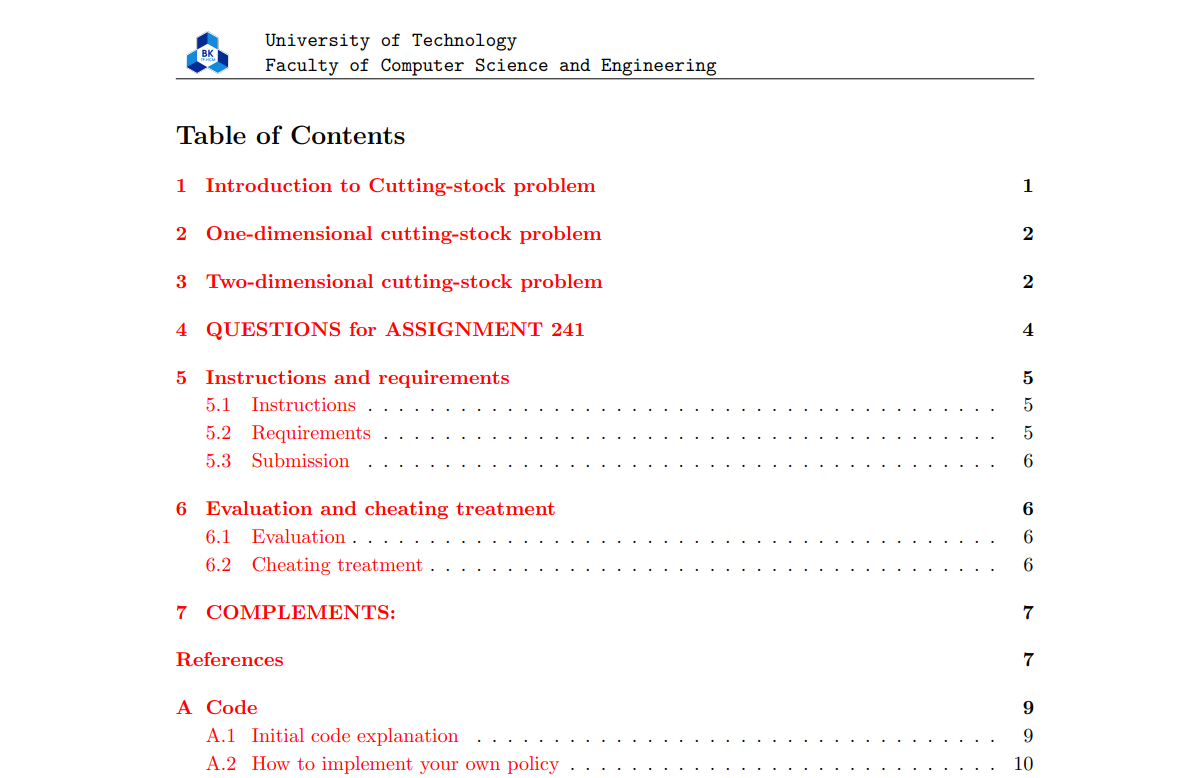 BK
TP.HCM
University of Technology
Faculty of Computer Science and Engineering
Table of Contents
1 Introduction to Cutting-stock problem 1
2 One-dimensional cutting-stock problem 2
3 Two-dimensional cutting-stock problem 2
4 QUESTIONS for ASSIGNMENT 241 4
5 Instructions and requirements 5
5.1 Instructions . . . . . . . . . . . . . . . . . . . . . . . . . . . . . . . . . . . . . . . . . 5
5.2 Requirements . . . . . . . . . . . . . . . . . . . . . . . . . . . . . . . . . . . . . . . . 5
5.3 Submission . . . . . . . . . . . . . . . . . . . . . . . . . . . . . . . . . . . . . . . . . 6
6 Evaluation and cheating treatment 6
6.1 Evaluation . . . . . . . . . . . . . . . . . . . . . . . . . . . . . . . . . . . . . . . . . . 6
6.2 Cheating treatment . . . . . . . . . . . . . . . . . . . . . . . . . . . . . . . . . . . . . 6
7 COMPLEMENTS: 7
References 7
A Code 9
A.1 Initial code explanation . . . . . . . . . . . . . . . . . . . . . . . . . . . . . . . . . . 9
A.2 How to implement your own policy . . . . . . . . . . . . . . . . . . . . . . . . . . . . 10